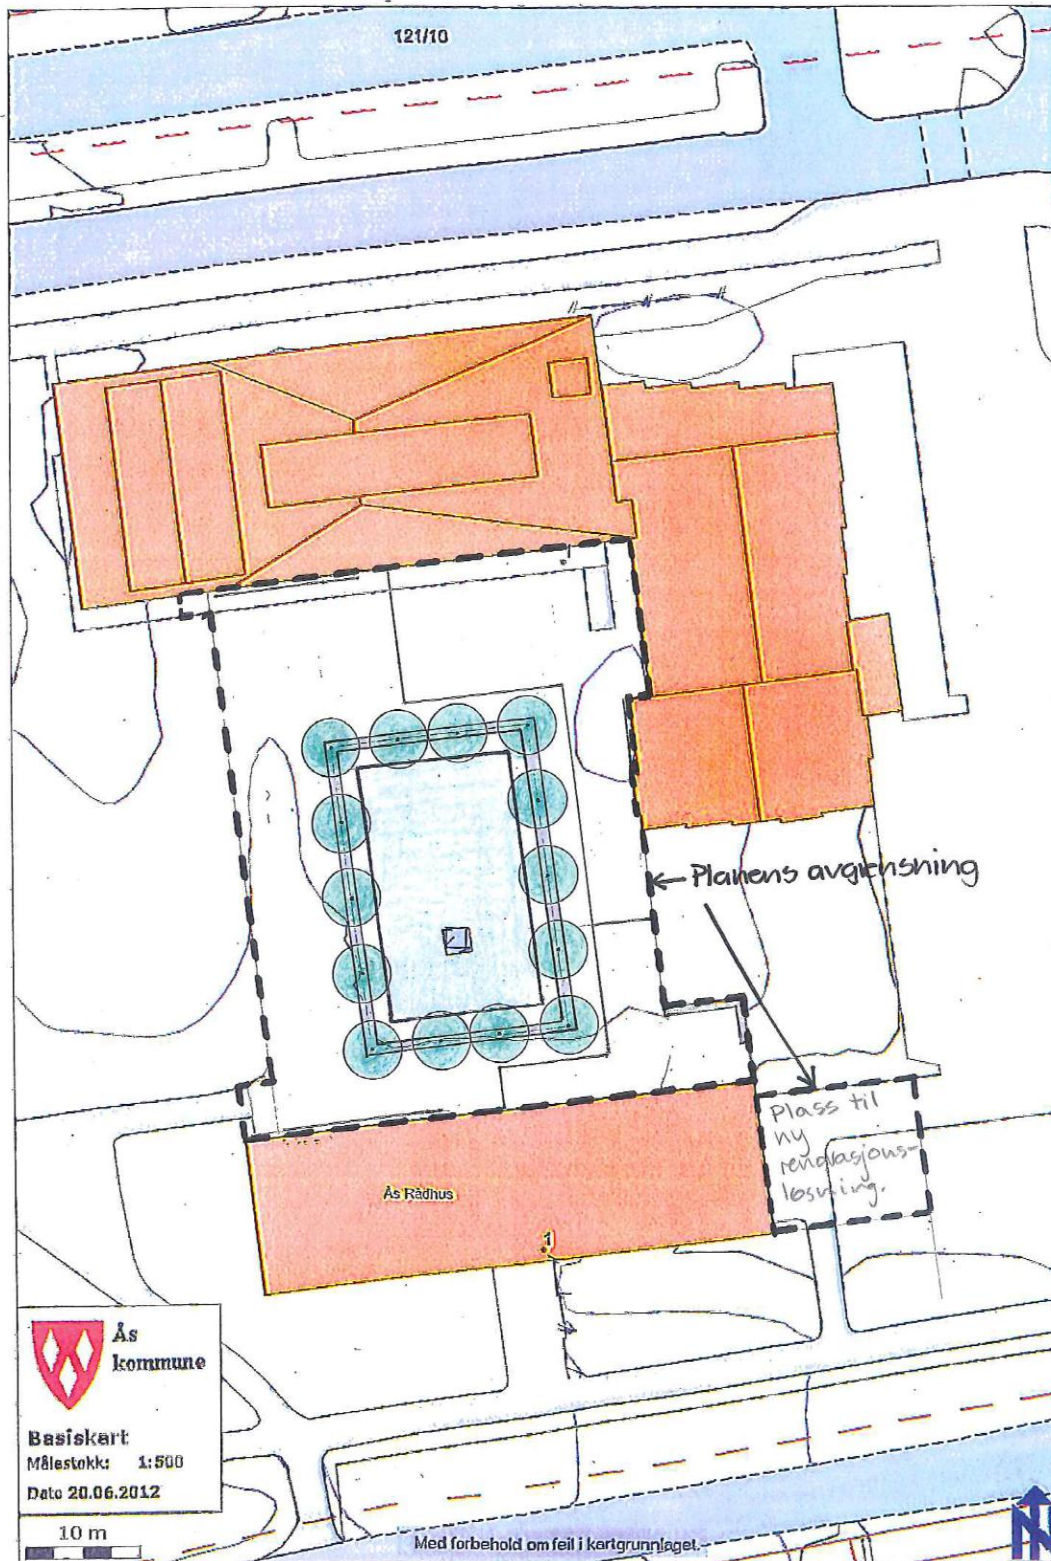 121/10
Planens avgrensning
Plass til
ny
renovasjons-
løsning.
Ås Rådhus
1
Ås
kommune
Basiskart
Målestokk: 1:500
Dato 20.06.2012
10 m
Med forbehold om feil i kartgrunnlaget.
N